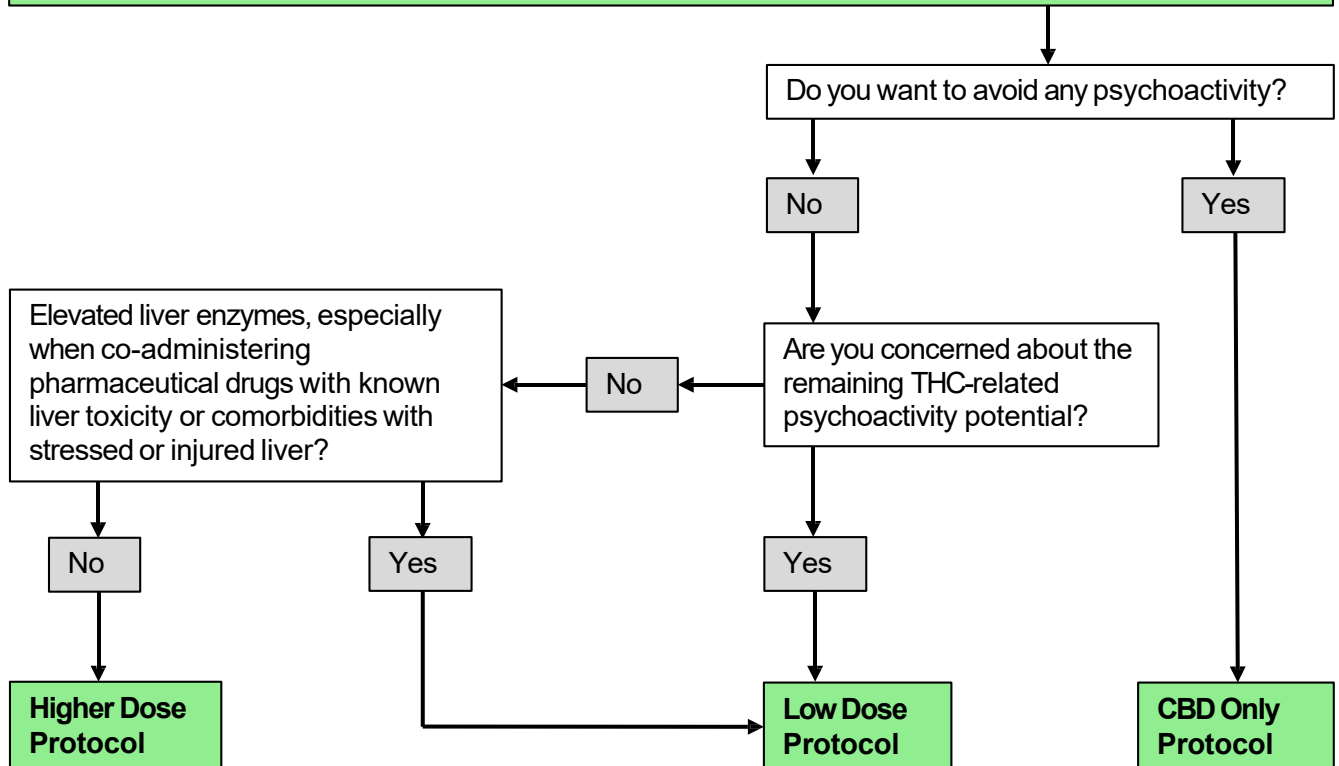 Do you want to avoid any psychoactivity?
No
Yes
Elevated liver enzymes, especially
when co-administering
pharmaceutical drugs with known
liver toxicity or comorbidities with
stressed or injured liver?
No
Are you concerned about the
remaining THC-related
psychoactivity potential?
No
Yes
Yes
Higher Dose
Protocol
Low Dose
Protocol
CBD Only
Protocol